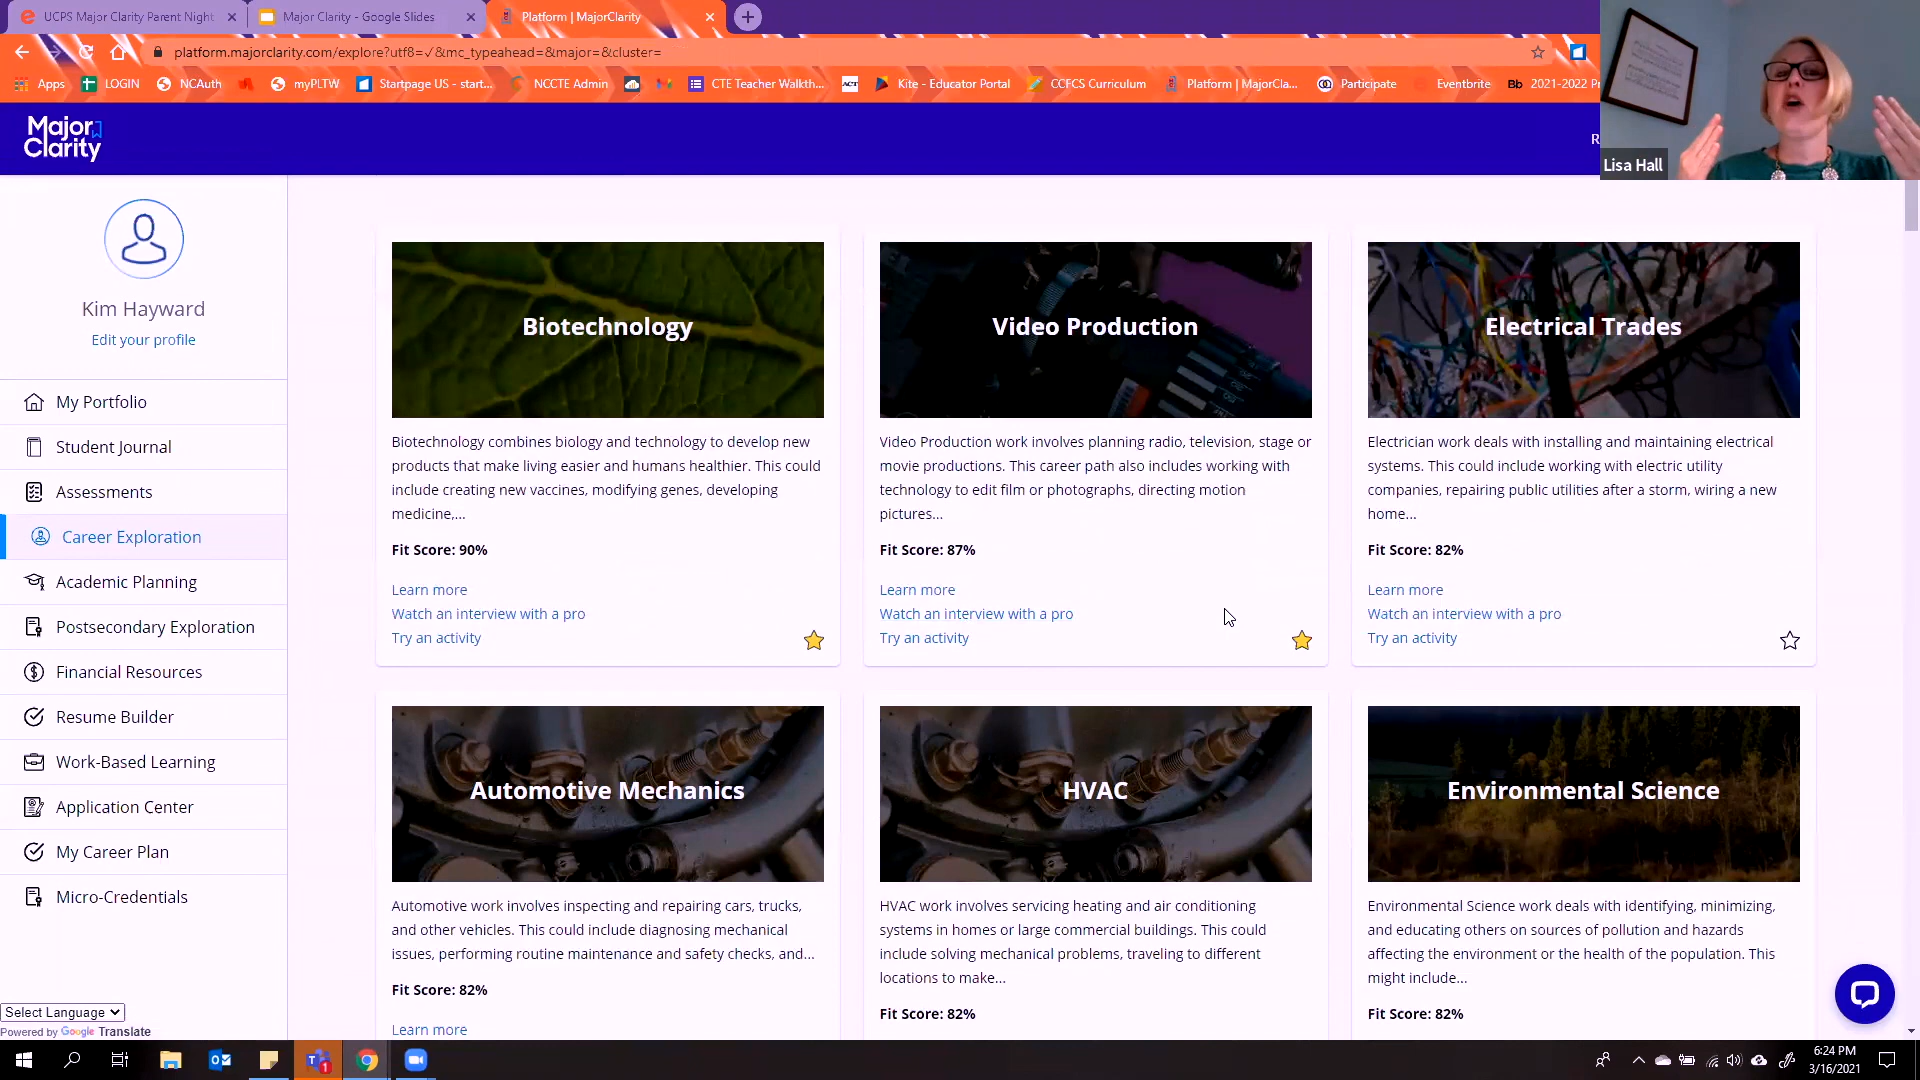 UCPS Major Clarity Parent Night
Major Clarity - Google Slides
Platform | MajorClarity
platform.majorclarity.com/explore?utf8=✓&mc_typeahead=&major=&cluster=
Apps
LOGIN
NCAuth
myPLTW
Startpage US - start...
NCCTE Admin
CTE Teacher Walkth...
ACT
Kite - Educator Portal
CCFCS Curriculum
Platform | MajorCla...
Participate
Eventbrite
Bb 2021-2022 P
Major
Clarity
R
Lisa Hall
Kim Hayward
Edit your profile
My Portfolio
Student Journal
Assessments
Career Exploration
Academic Planning
Postsecondary Exploration
Financial Resources
Resume Builder
Work-Based Learning
Application Center
My Career Plan
Micro-Credentials
Select Language
Powered by Google Translate
Biotechnology
Biotechnology combines biology and technology to develop new
products that make living easier and humans healthier. This could
include creating new vaccines, modifying genes, developing
medicine,...
Fit Score: 90%
Learn more
Watch an interview with a pro
Try an activity
Video Production
Video Production work involves planning radio, television, stage or
movie productions. This career path also includes working with
technology to edit film or photographs, directing motion
pictures...
Fit Score: 87%
Learn more
Watch an interview with a pro
Try an activity
Electrical Trades
Electrician work deals with installing and maintaining electrical
systems. This could include working with electric utility
companies, repairing public utilities after a storm, wiring a new
home...
Fit Score: 82%
Learn more
Watch an interview with a pro
Try an activity
Automotive Mechanics
Automotive work involves inspecting and repairing cars, trucks,
and other vehicles. This could include diagnosing mechanical
issues, performing routine maintenance and safety checks, and...
Fit Score: 82%
Learn more
HVAC
HVAC work involves servicing heating and air conditioning
systems in homes or large commercial buildings. This could
include solving mechanical problems, traveling to different
locations to make...
Fit Score: 82%
Environmental Science
Environmental Science work deals with identifying, minimizing,
and educating others on sources of pollution and hazards
affecting the environment or the health of the population. This
might include...
Fit Score: 82%
1
6:24 PM
3/16/2021